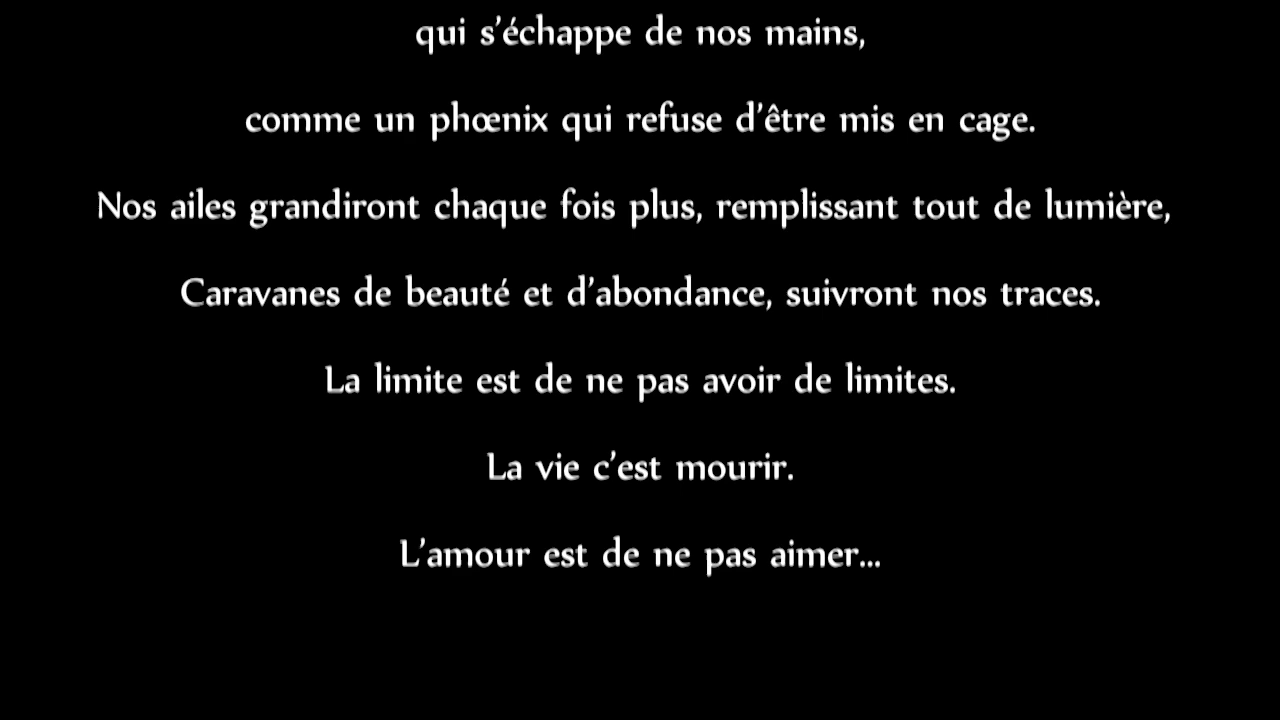 qui s’échappe de nos mains,
comme un phœnix qui refuse d’être mis en cage.
Nos ailes grandiront chaque fois plus, remplissant tout de lumière,
Caravanes de beauté et d’abondance, suivront nos traces.
La limite est de ne pas avoir de limites.
La vie c’est mourir.
L’amour est de ne pas aimer...